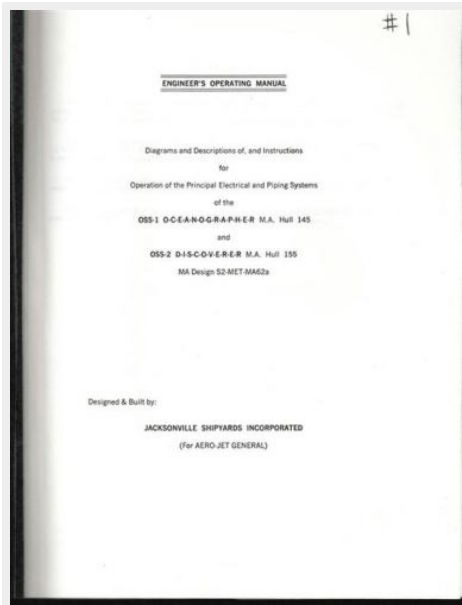 #1
ENGINEER'S OPERATING MANUAL
Diagrams and Descriptions of, and Instructions
for
Operation of the Principal Electrical and Piping Systems
of the
OSS-1 O-C-E-A-N-O-G-R-A-P-H-E-R M.A. Hull 145
and
OSS-2 D-I-S-C-O-V-E-R-E-R M.A. Hull 155
MA Design S2-MET-MA62a
Designed & Built by:
JACKSONVILLE SHIPYARDS INCORPORATED
(For AERO-JET GENERAL)